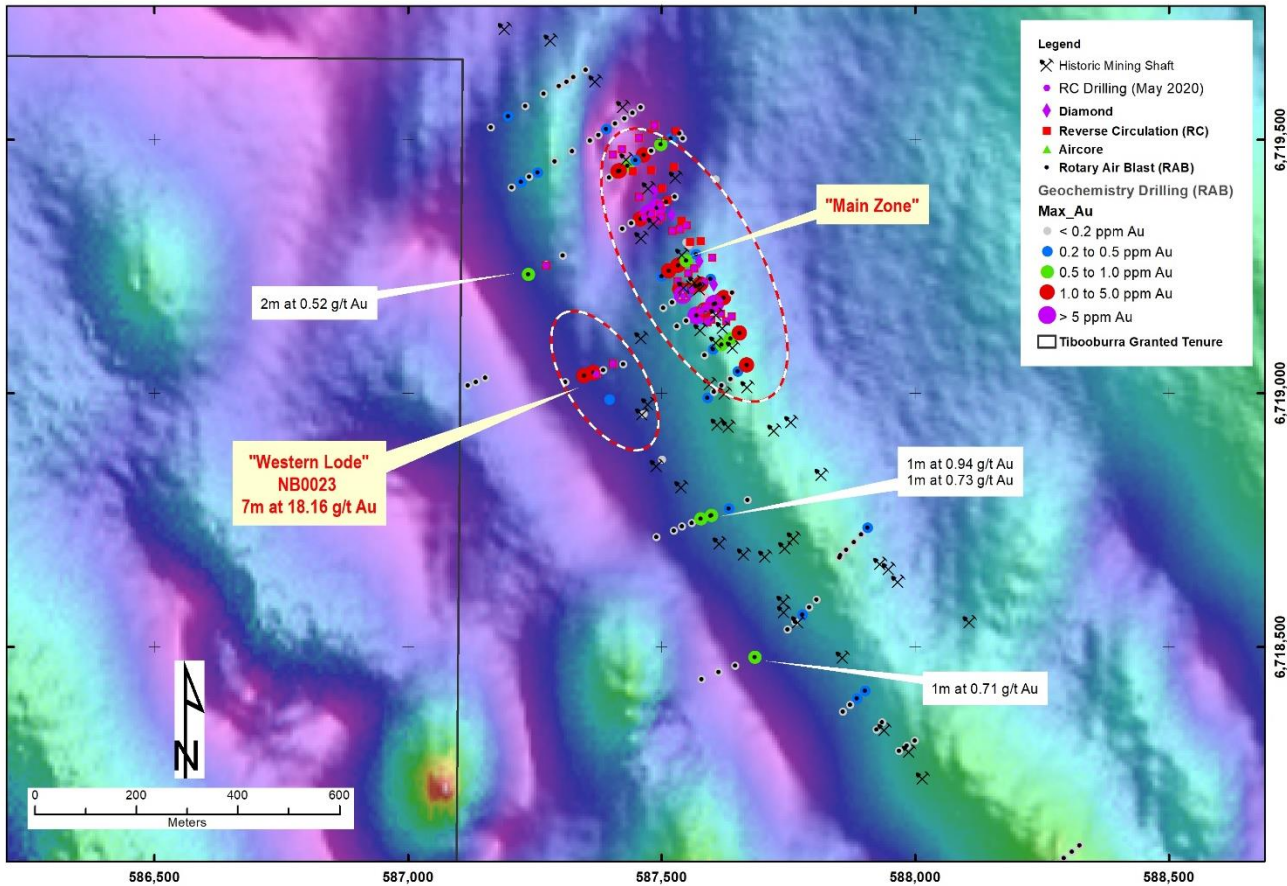 Legend
Historic Mining Shaft
RC Drilling (May 2020)
Diamond
Reverse Circulation (RC)
Aircore
Rotary Air Blast (RAB)
Geochemistry Drilling (RAB)
Max_Au
< 0.2 ppm Au
0.2 to 0.5 ppm Au
0.5 to 1.0 ppm Au
1.0 to 5.0 ppm Au
> 5 ppm Au
Tibooburra Granted Tenure
"Main Zone"
2m at 0.52 g/t Au
"Western Lode"
NB0023
7m at 18.16 g/t Au
1m at 0.94 g/t Au
1m at 0.73 g/t Au
1m at 0.71 g/t Au
N
0 200 400 600
Meters
6,719,500
6,719,000
6,718,500
586,500 587,000 587,500 588,000 588,500